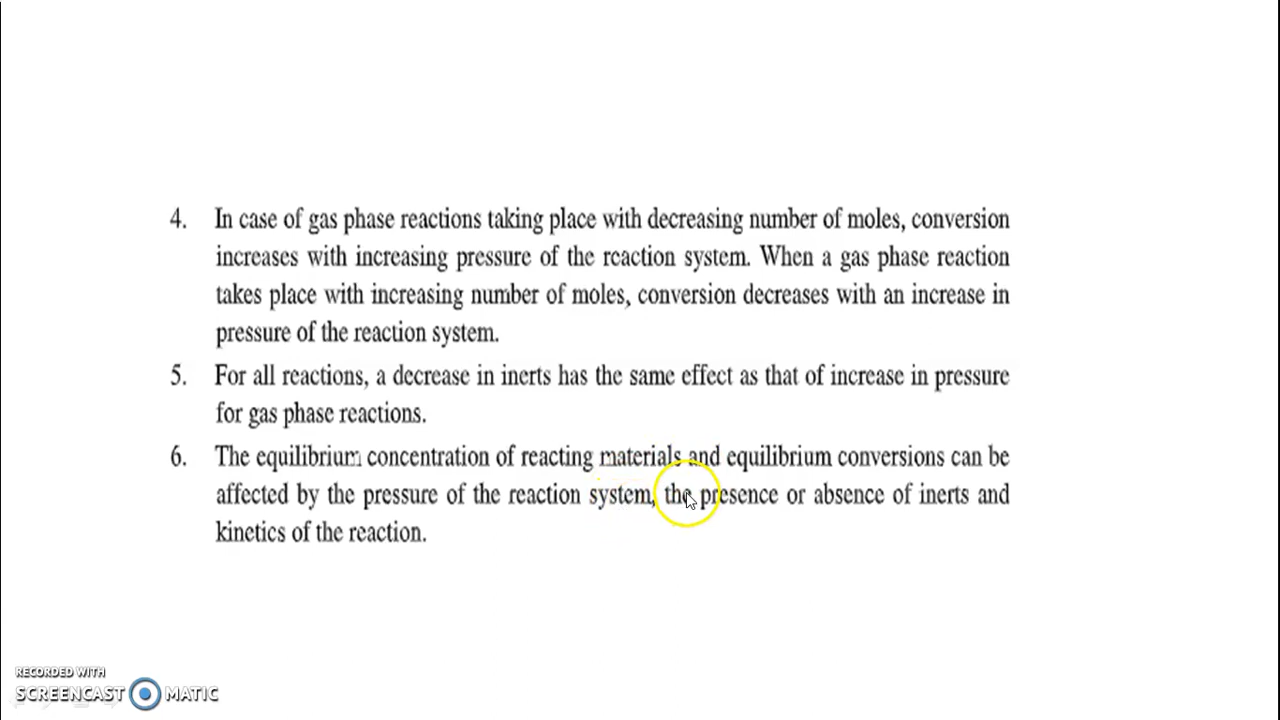 4. In case of gas phase reactions taking place with decreasing number of moles, conversion
increases with increasing pressure of the reaction system. When a gas phase reaction
takes place with increasing number of moles, conversion decreases with an increase in
pressure of the reaction system.
5. For all reactions, a decrease in inerts has the same effect as that of increase in pressure
for gas phase reactions.
6. The equilibrium concentration of reacting materials and equilibrium conversions can be
affected by the pressure of the reaction system, the presence or absence of inerts and
kinetics of the reaction.
RECORDED WITH
SCREENCAST MATIC